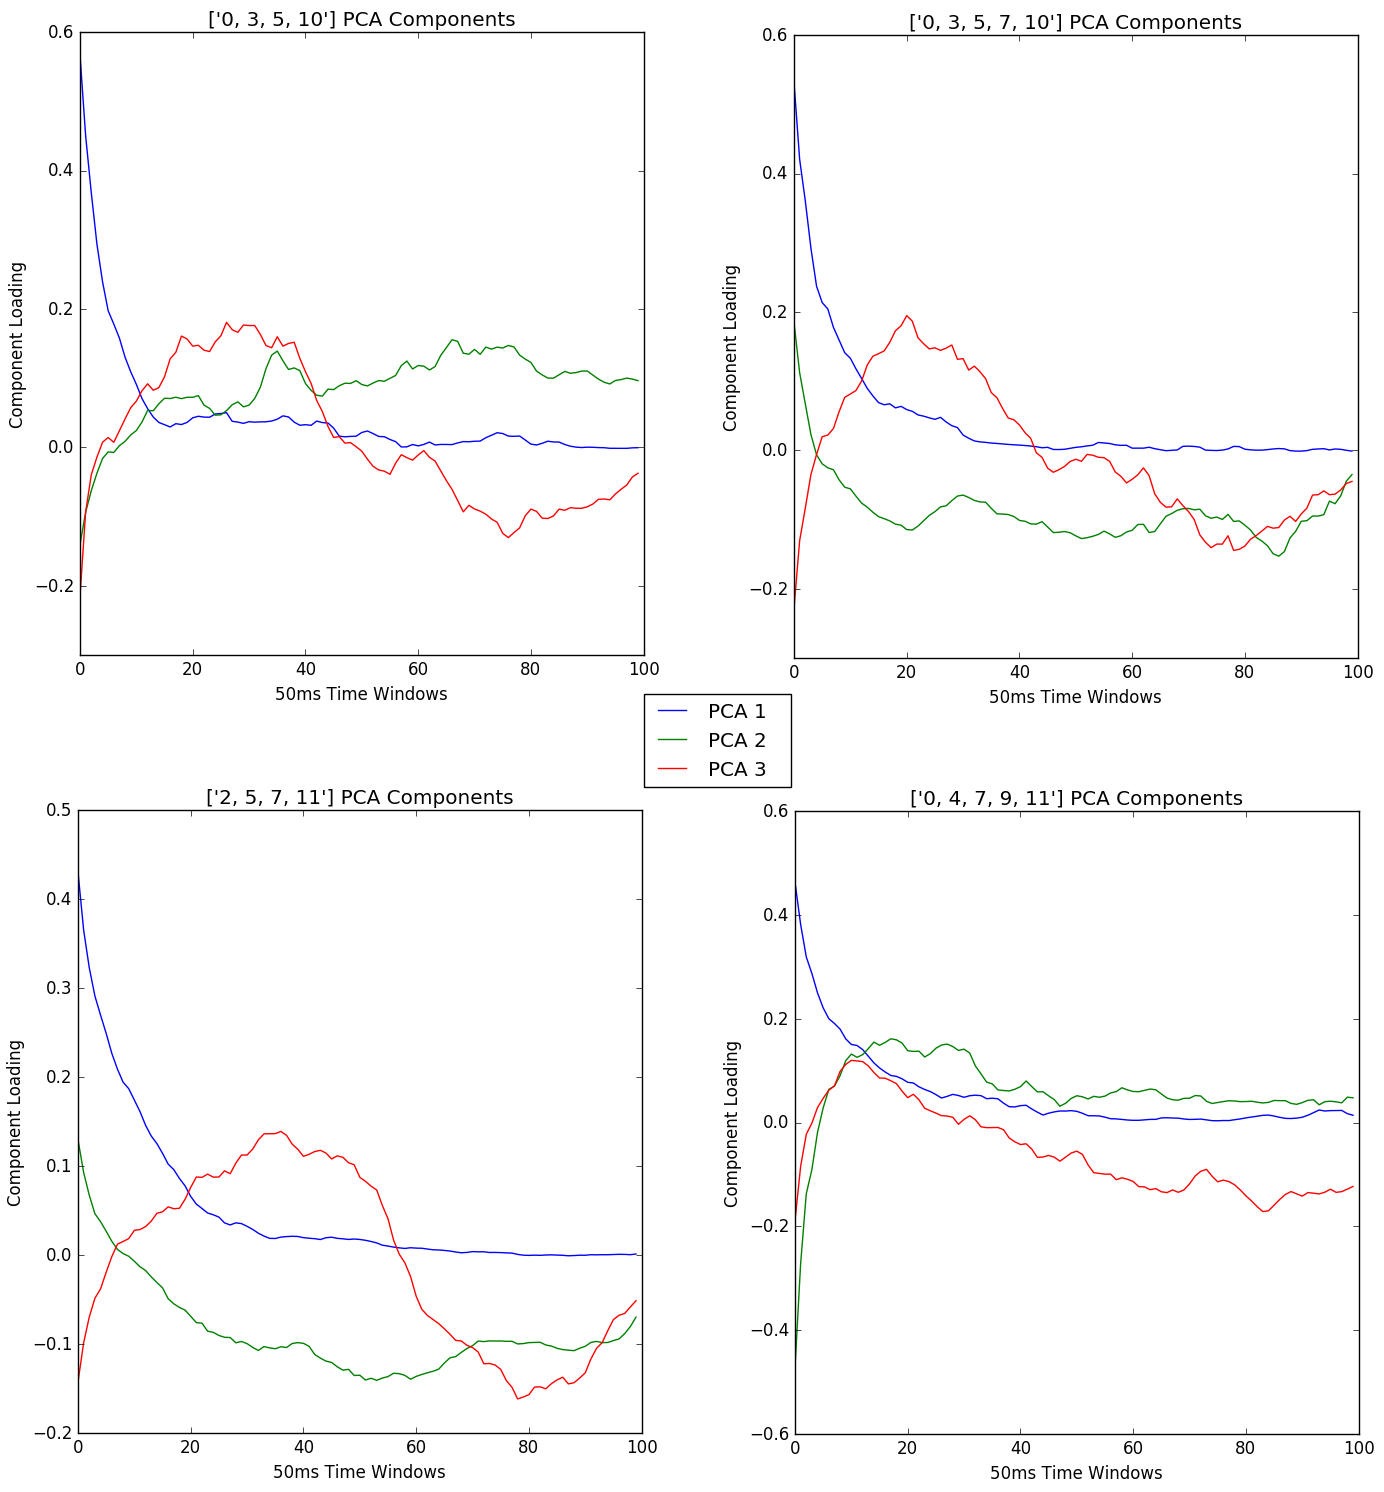 ['0, 3, 5, 10'] PCA Components
0.6
0.4
0.2
0.0
−0.2
Component Loading
0 20 40 60 80 100
50ms Time Windows
['0, 3, 5, 7, 10'] PCA Components
0.6
0.4
0.2
0.0
−0.2
Component Loading
0 20 40 60 80 100
50ms Time Windows
PCA 1
PCA 2
PCA 3
['2, 5, 7, 11'] PCA Components
0.5
0.4
0.3
0.2
0.1
0.0
−0.1
−0.2
Component Loading
0 20 40 60 80 100
50ms Time Windows
['0, 4, 7, 9, 11'] PCA Components
0.6
0.4
0.2
0.0
−0.2
−0.4
−0.6
Component Loading
0 20 40 60 80 100
50ms Time Windows